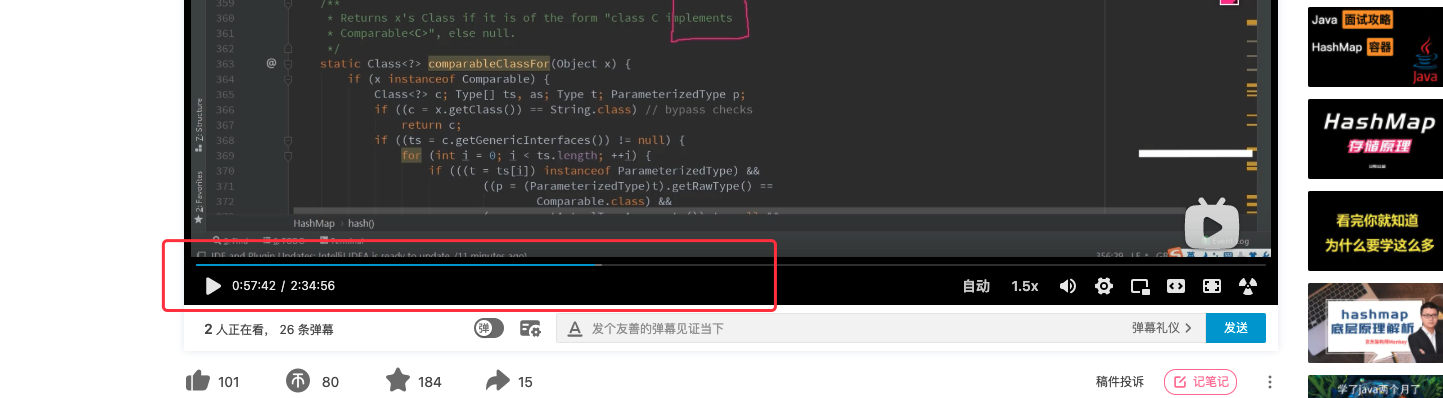 359 /**
360 * Returns x's Class if it is of the form "class C implements
361 * Comparable<C>", else null.
362 */
363 @ static Class<?> comparableClassFor(Object x) {
364 if (x instanceof Comparable) {
365 Class<?> c; Type[] ts, as; Type t; ParameterizedType p;
366 if ((c = x.getClass()) == String.class) // bypass checks
367 return c;
368 if ((ts = c.getGenericInterfaces()) != null) {
369 for (int i = 0; i < ts.length; ++i) {
370 if (((t = ts[i]) instanceof ParameterizedType) &&
371 ((p = (ParameterizedType)t).getRawType() ==
372 Comparable.class) &&
Z: Structure
2: Favorites
HashMap › hash()
Terminal
IDE and Plugin Updates: IntelliJ IDEA is ready to update. (11 minutes ago)
0:57:42 / 2:34:56
自动 1.5x
2 人正在看， 26 条弹幕
弹
A 发个友善的弹幕见证当下
弹幕礼仪 >
发送
101 80 184 15
稿件投诉
记笔记
Java 面试攻略
HashMap 容器
Java
HashMap
存储原理
看完你就知道
为什么要学这么多
hashmap
底层原理解析
学了java两个月了